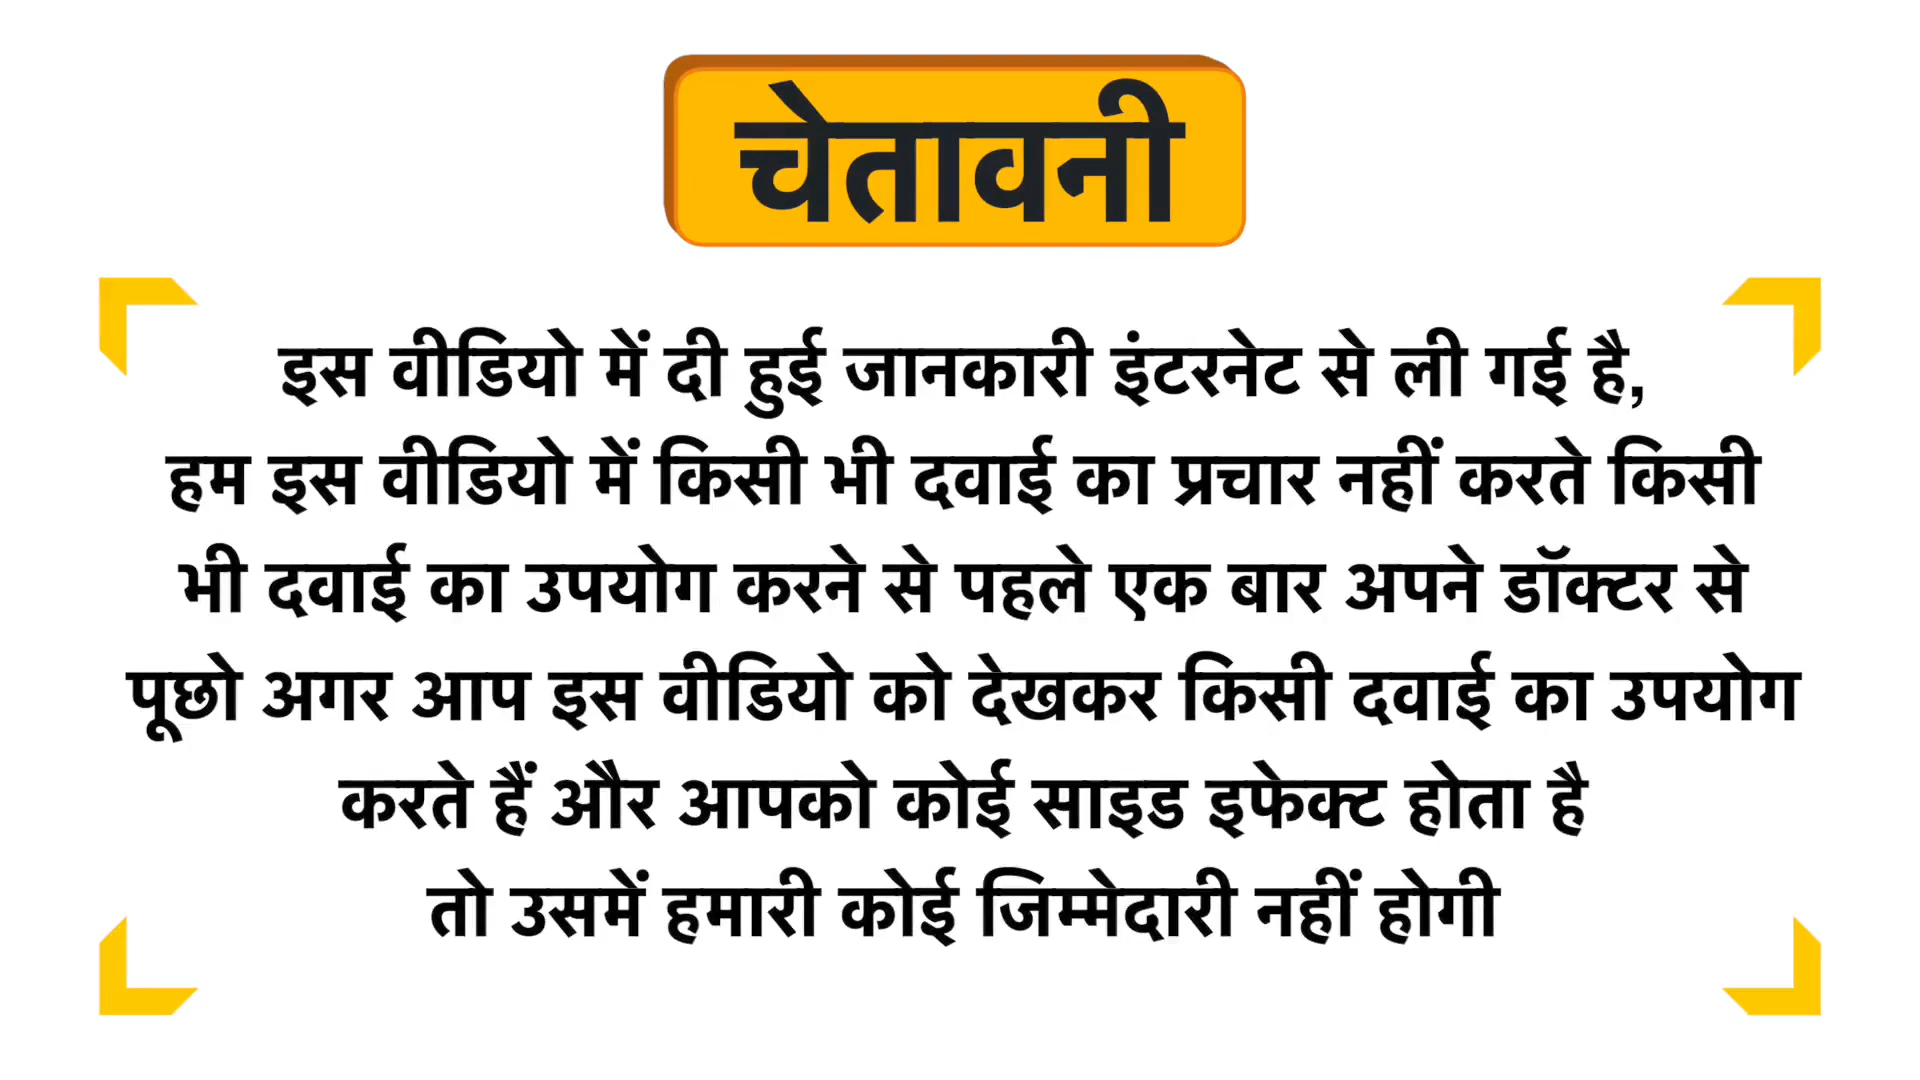 चेतावनी
इस वीडियो में दी हुई जानकारी इंटरनेट से ली गई है,
हम इस वीडियो में किसी भी दवाई का प्रचार नहीं करते किसी
भी दवाई का उपयोग करने से पहले एक बार अपने डॉक्टर से
पूछो अगर आप इस वीडियो को देखकर किसी दवाई का उपयोग
करते हैं और आपको कोई साइड इफेक्ट होता है
तो उसमें हमारी कोई जिम्मेदारी नहीं होगी